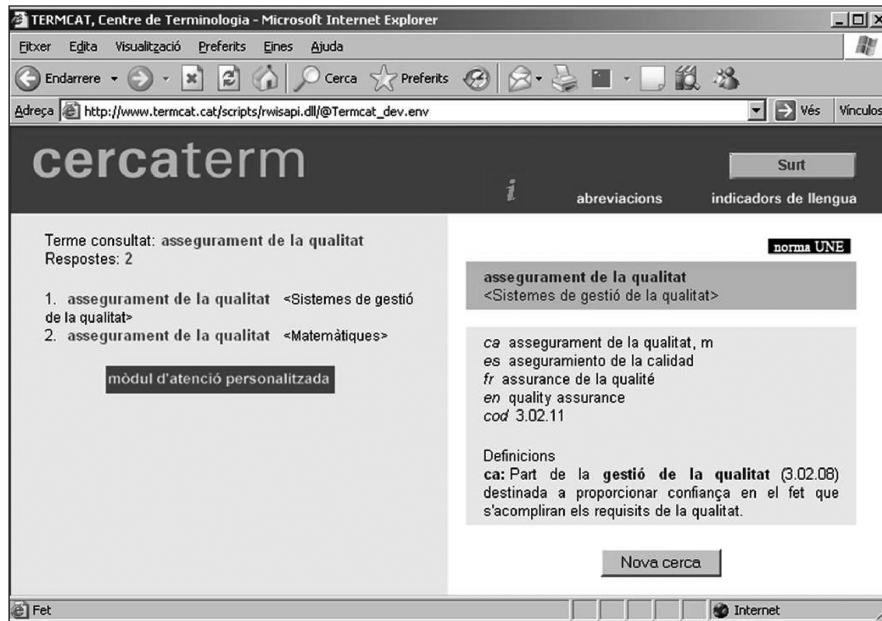 TERMCAT, Centre de Terminologia - Microsoft Internet Explorer
Fitxer Edita Visualització Preferits Eines Ajuda
Endarrere Cerca Preferits
Adreça http://www.termcat.cat/scripts/rwisapi.dll/@Termcat_dev.env Vés Vínculos
cercaterm
Surt
i abreviacions indicadors de llengua
Terme consultat: assegurament de la qualitat
Respostes: 2
1. assegurament de la qualitat <Sistemes de gestió
de la qualitat>
2. assegurament de la qualitat <Matemàtiques>
mòdul d'atenció personalitzada
norma UNE
assegurament de la qualitat
<Sistemes de gestió de la qualitat>
ca assegurament de la qualitat, m
es aseguramiento de la calidad
fr assurance de la qualité
en quality assurance
cod 3.02.11
Definicions
ca: Part de la gestió de la qualitat (3.02.08)
destinada a proporcionar confiança en el fet que
s'acompliran els requisits de la qualitat.
Nova cerca
Fet Internet